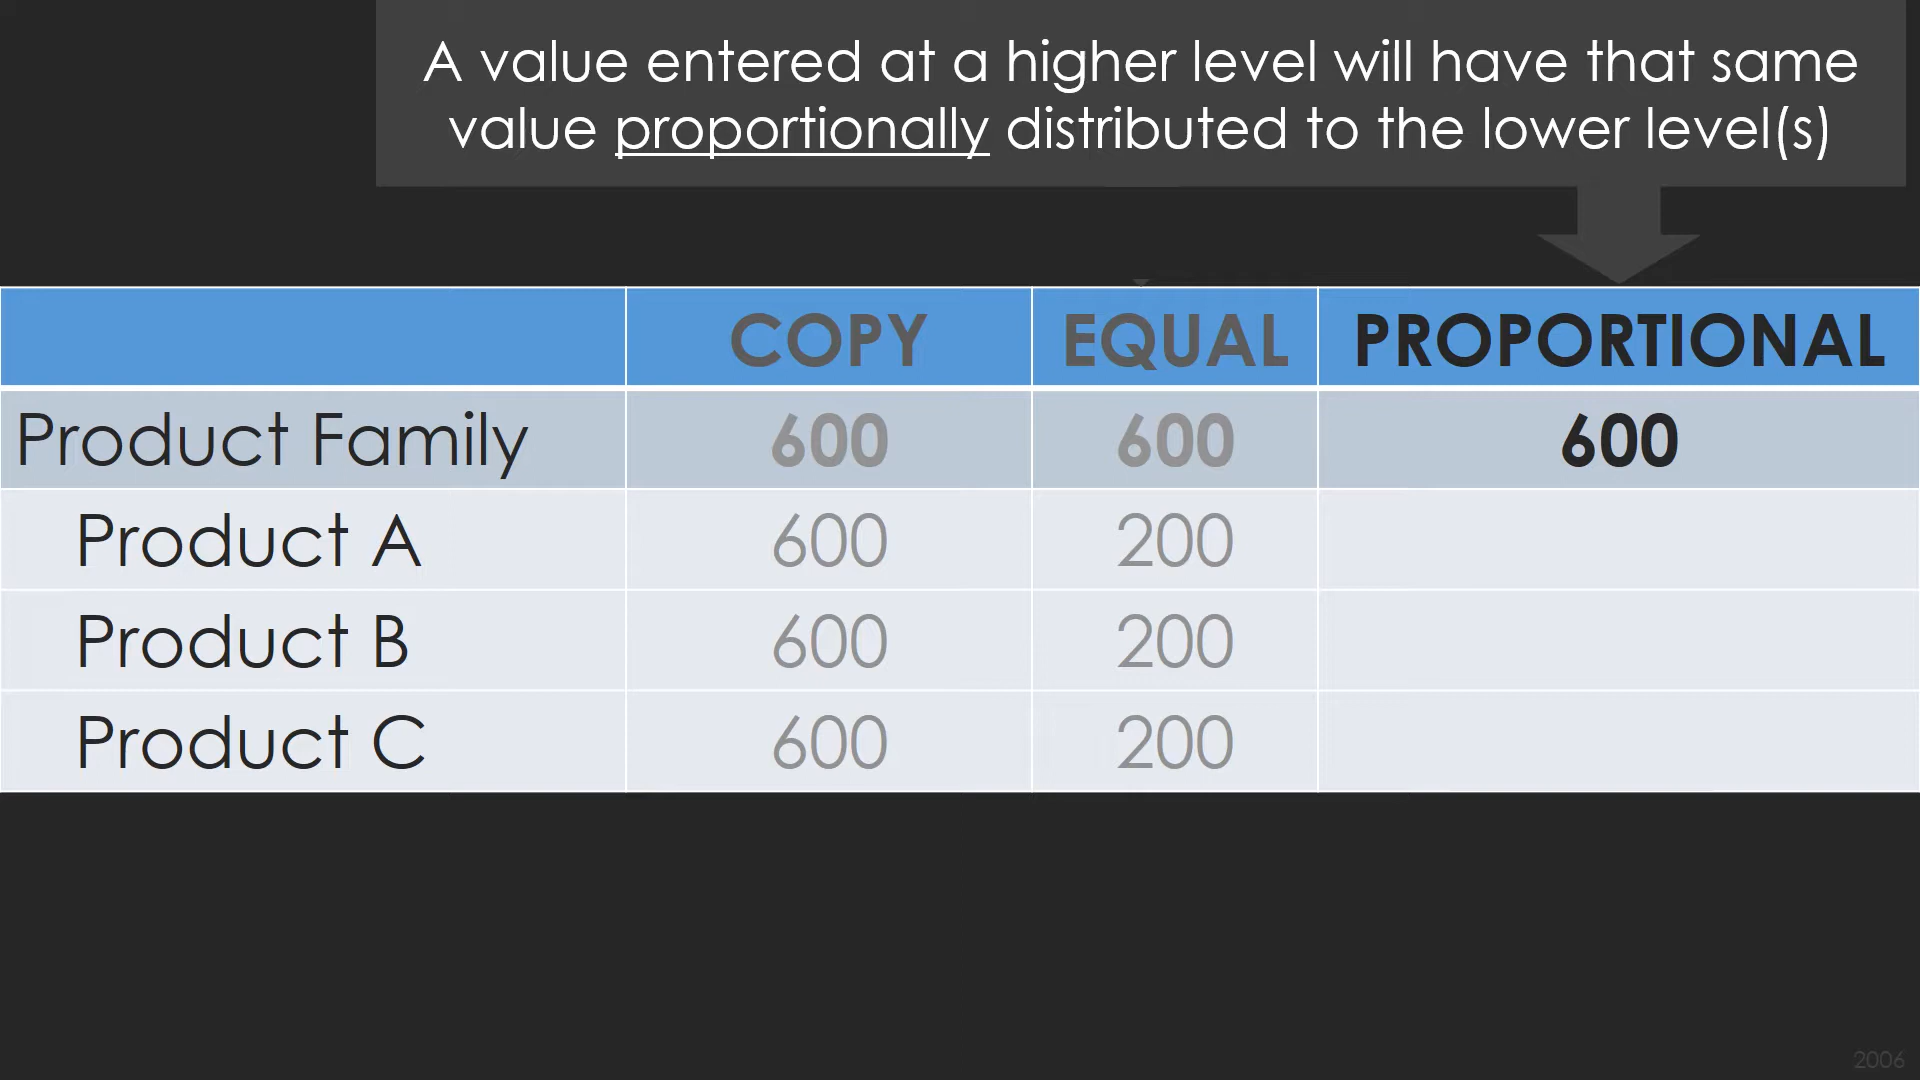 A value entered at a higher level will have that same
value proportionally distributed to the lower level(s)
COPY EQUAL PROPORTIONAL
Product Family 600 600 600
Product A 600 200
Product B 600 200
Product C 600 200
2006